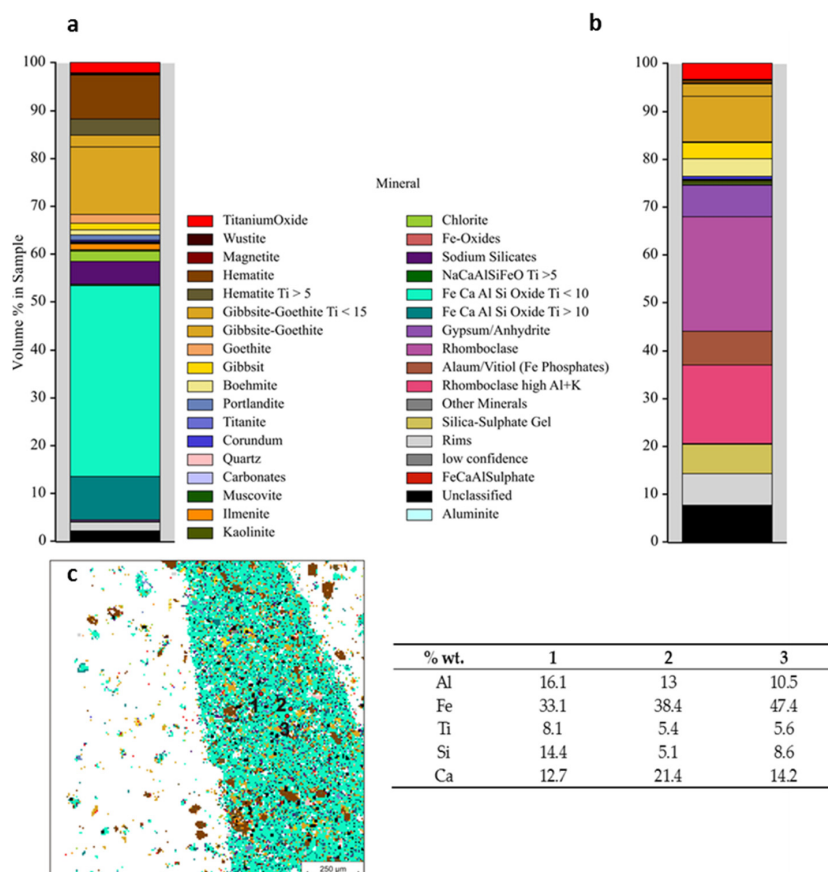 a
b
100
90
80
70
60
50
40
30
20
10
0
Volume % in Sample
100
90
80
70
60
50
40
30
20
10
0
Mineral
TitaniumOxide
Wustite
Magnetite
Hematite
Hematite Ti > 5
Gibbsite-Goethite Ti < 15
Gibbsite-Goethite
Goethite
Gibbsit
Boehmite
Portlandite
Titanite
Corundum
Quartz
Carbonates
Muscovite
Ilmenite
Kaolinite
Chlorite
Fe-Oxides
Sodium Silicates
NaCaAlSiFeO Ti >5
Fe Ca Al Si Oxide Ti < 10
Fe Ca Al Si Oxide Ti > 10
Gypsum/Anhydrite
Rhomboclase
Alaum/Vitiol (Fe Phosphates)
Rhomboclase high Al+K
Other Minerals
Silica-Sulphate Gel
Rims
low confidence
FeCaAlSulphate
Unclassified
Aluminite
c
1 2
3
250 µm
% wt. 1 2 3
Al 16.1 13 10.5
Fe 33.1 38.4 47.4
Ti 8.1 5.4 5.6
Si 14.4 5.1 8.6
Ca 12.7 21.4 14.2